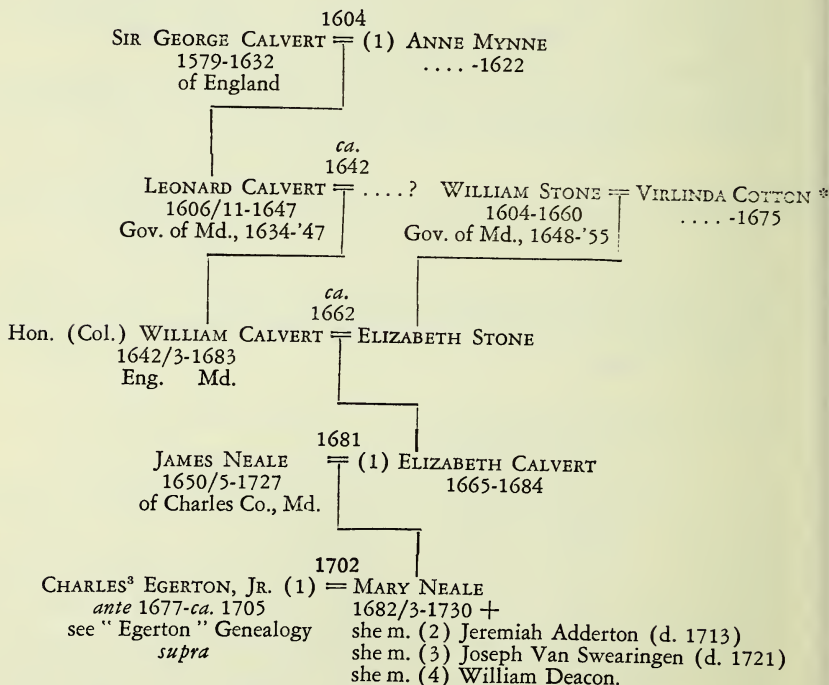 1604
SIR GEORGE CALVERT = (1) ANNE MYNNE
1579-1632 .... -1622
of England
ca.
1642
LEONARD CALVERT = ....? WILLIAM STONE = VIRLINDA COTTON *
1606/11-1647 1604-1660 .... -1675
Gov. of Md., 1634-'47 Gov. of Md., 1648-'55
ca.
1662
Hon. (Col.) WILLIAM CALVERT = ELIZABETH STONE
1642/3-1683
Eng. Md.
1681
JAMES NEALE = (1) ELIZABETH CALVERT
1650/5-1727 1665-1684
of Charles Co., Md.
1702
CHARLES³ EGERTON, JR. (1) = MARY NEALE
ante 1677-ca. 1705 1682/3-1730 +
see "Egerton" Genealogy she m. (2) Jeremiah Adderton (d. 1713)
supra she m. (3) Joseph Van Swearingen (d. 1721)
she m. (4) William Deacon.